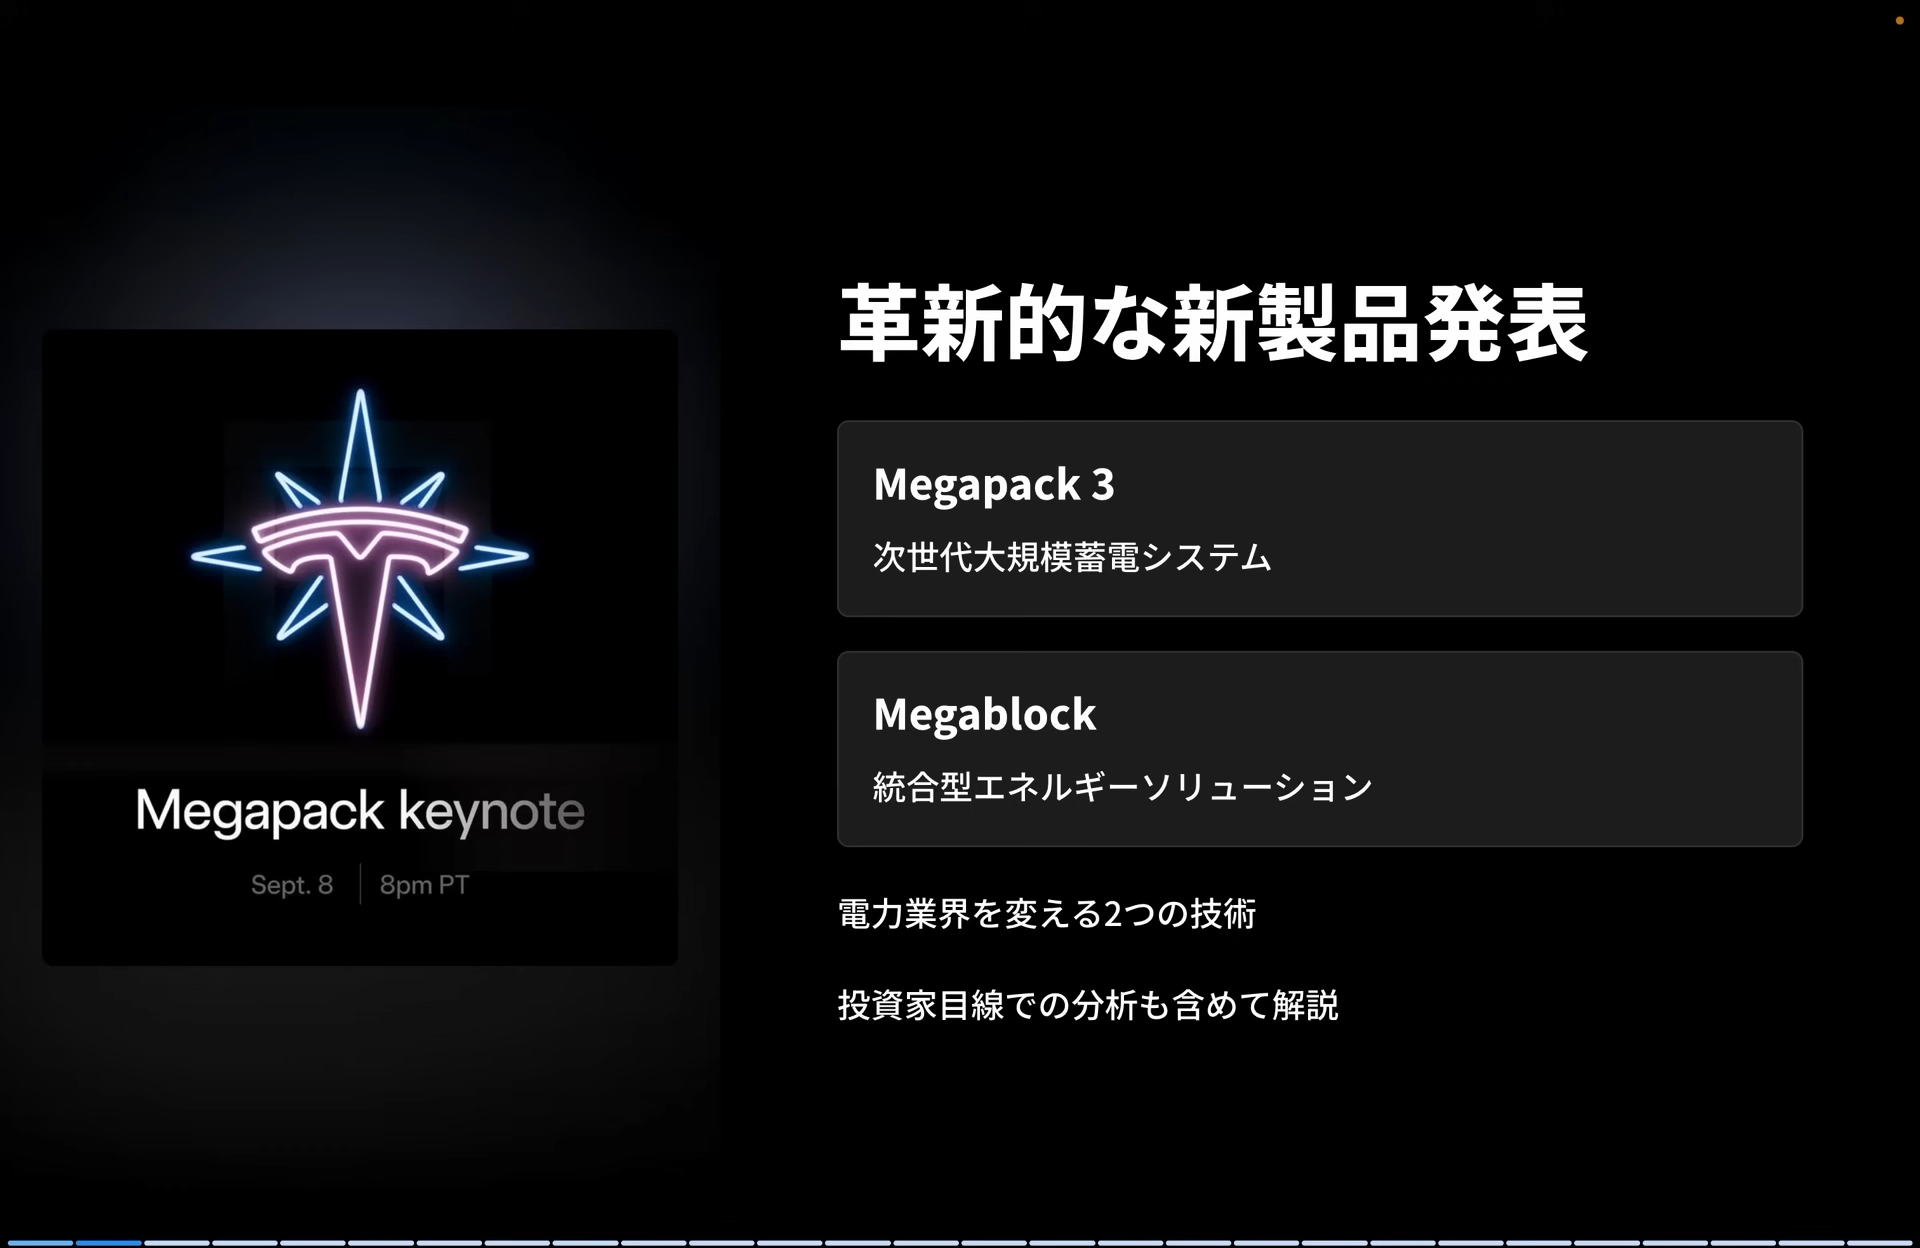 Megapack keynote
Sept. 8 | 8pm PT
革新的な新製品発表
Megapack 3
次世代大規模蓄電システム
Megablock
統合型エネルギーソリューション
電力業界を変える2つの技術
投資家目線での分析も含めて解説